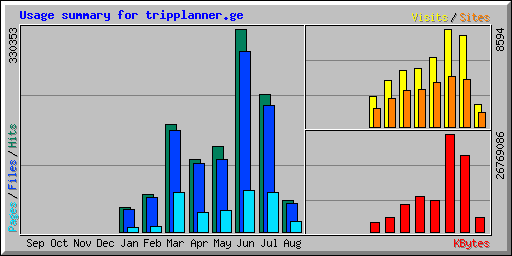 Usage summary for tripplanner.ge
Visits/Sites
330353
8594
26769086
Pages/Files/Hits
Sep Oct Nov Dec Jan Feb Mar Apr May Jun Jul Aug
KBytes